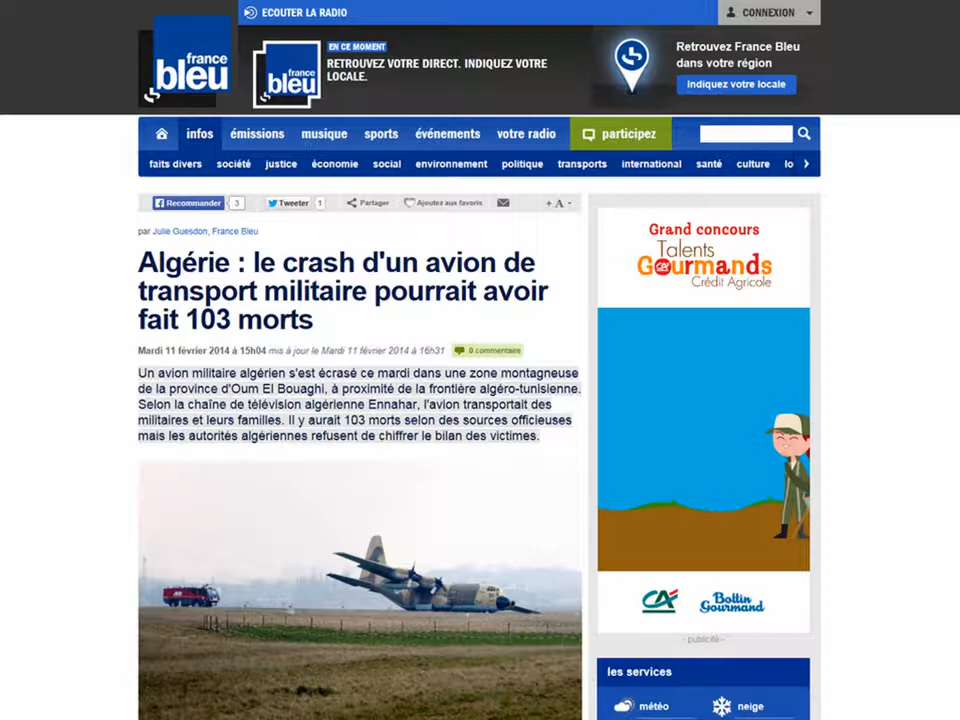 ECOUTER LA RADIO
CONNEXION
france
bleu
france
bleu
EN CE MOMENT
RETROUVEZ VOTRE DIRECT. INDIQUEZ VOTRE
LOCALE.
Retrouvez France Bleu
dans votre région
Indiquez votre locale
infos émissions musique sports événements votre radio participez
faits divers société justice économie social environnement politique transports international santé culture lo
Recommander 3 Tweeter 1 Partager Ajoutez aux favoris + A -
par Julie Guesdon, France Bleu
Algérie : le crash d'un avion de
transport militaire pourrait avoir
fait 103 morts
Mardi 11 février 2014 à 15h04 mis à jour le Mardi 11 février 2014 à 16h31 0 commentaire
Un avion militaire algérien s'est écrasé ce mardi dans une zone montagneuse
de la province d'Oum El Bouaghi, à proximité de la frontière algéro-tunisienne.
Selon la chaîne de télévision algérienne Ennahar, l'avion transportait des
militaires et leurs familles. Il y aurait 103 morts selon des sources officieuses
mais les autorités algériennes refusent de chiffrer le bilan des victimes.
Grand concours
Talents
Gourmands
Crédit Agricole
CA
Bottin
Gourmand
- publicité -
les services
météo neige